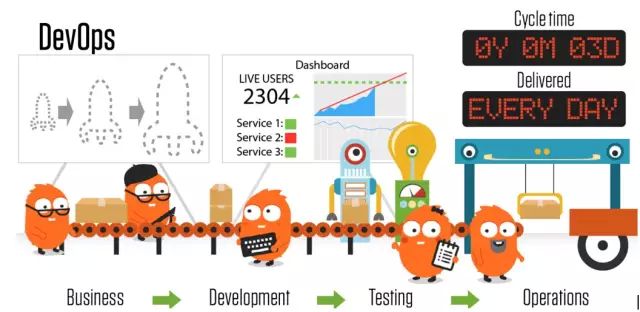 DevOps
Dashboard
LIVE USERS
2304
Service 1:
Service 2:
Service 3:
Cycle time
0Y 0M 03D
Delivered
EVERY DAY
Business
Development
Testing
Operations